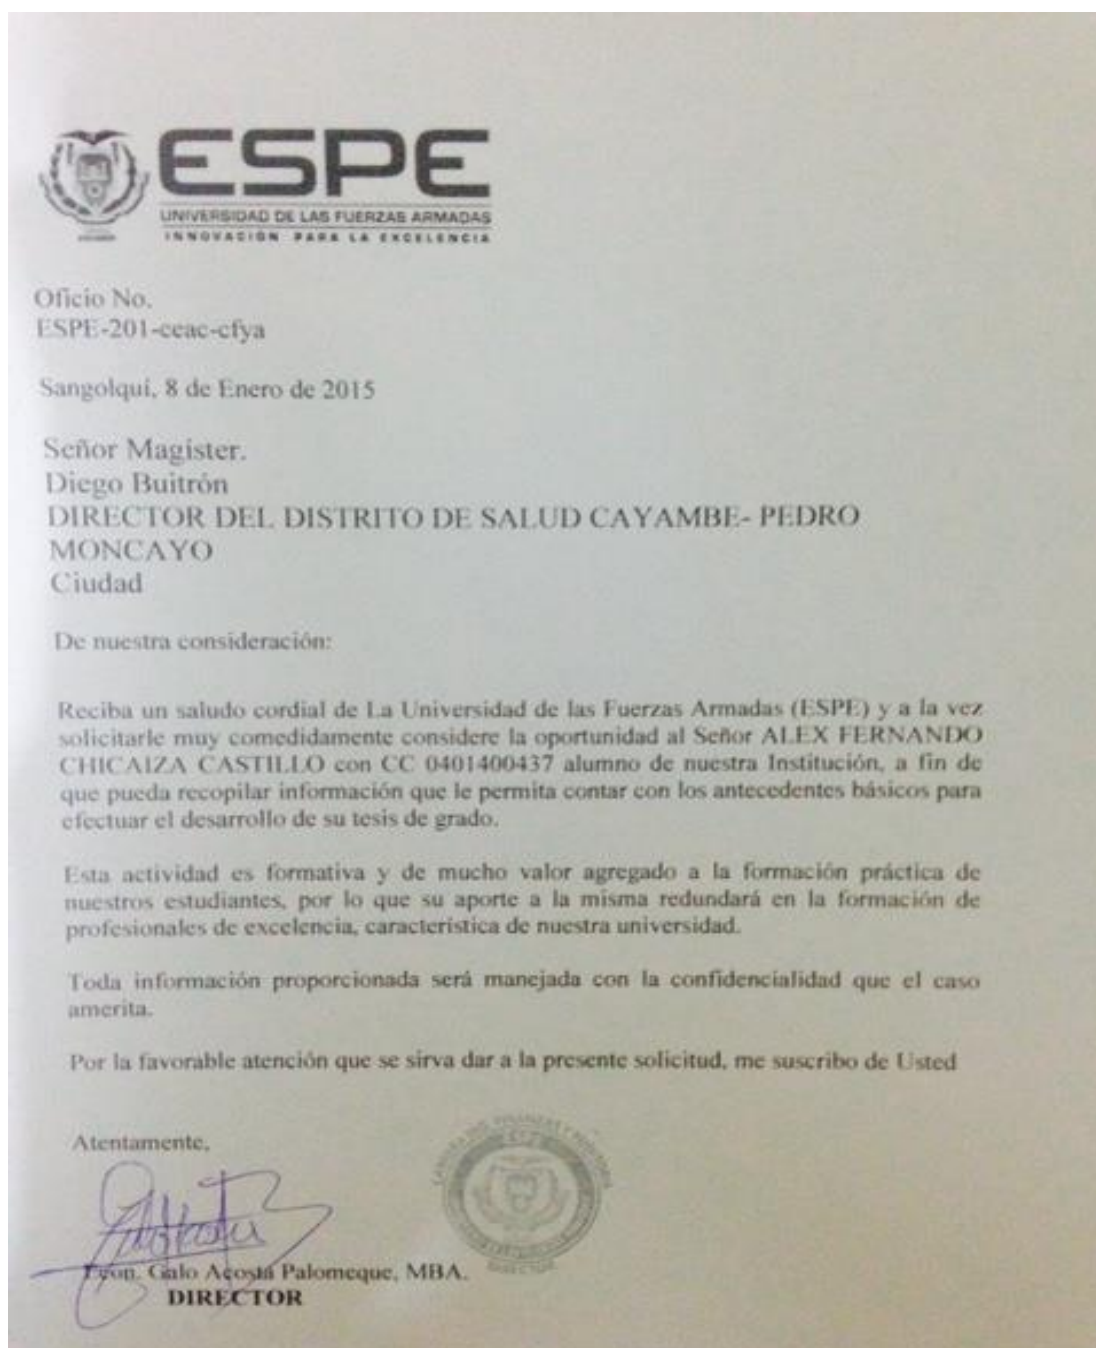 ESPE
UNIVERSIDAD DE LAS FUERZAS ARMADAS
INNOVACIÓN PARA LA EXCELENCIA
Oficio No.
ESPE-201-ceac-cfya
Sangolquí, 8 de Enero de 2015
Señor Magíster.
Diego Buitrón
DIRECTOR DEL DISTRITO DE SALUD CAYAMBE- PEDRO
MONCAYO
Ciudad
De nuestra consideración:
Reciba un saludo cordial de La Universidad de las Fuerzas Armadas (ESPE) y a la vez
solicitarle muy comedidamente considere la oportunidad al Señor ALEX FERNANDO
CHICAIZA CASTILLO con CC 0401400437 alumno de nuestra Institución, a fin de
que pueda recopilar información que le permita contar con los antecedentes básicos para
efectuar el desarrollo de su tesis de grado.
Esta actividad es formativa y de mucho valor agregado a la formación práctica de
nuestros estudiantes, por lo que su aporte a la misma redundará en la formación de
profesionales de excelencia, característica de nuestra universidad.
Toda información proporcionada será manejada con la confidencialidad que el caso
amerita.
Por la favorable atención que se sirva dar a la presente solicitud, me suscribo de Usted
Atentamente,
Econ. Galo Acosta Palomeque, MBA.
DIRECTOR